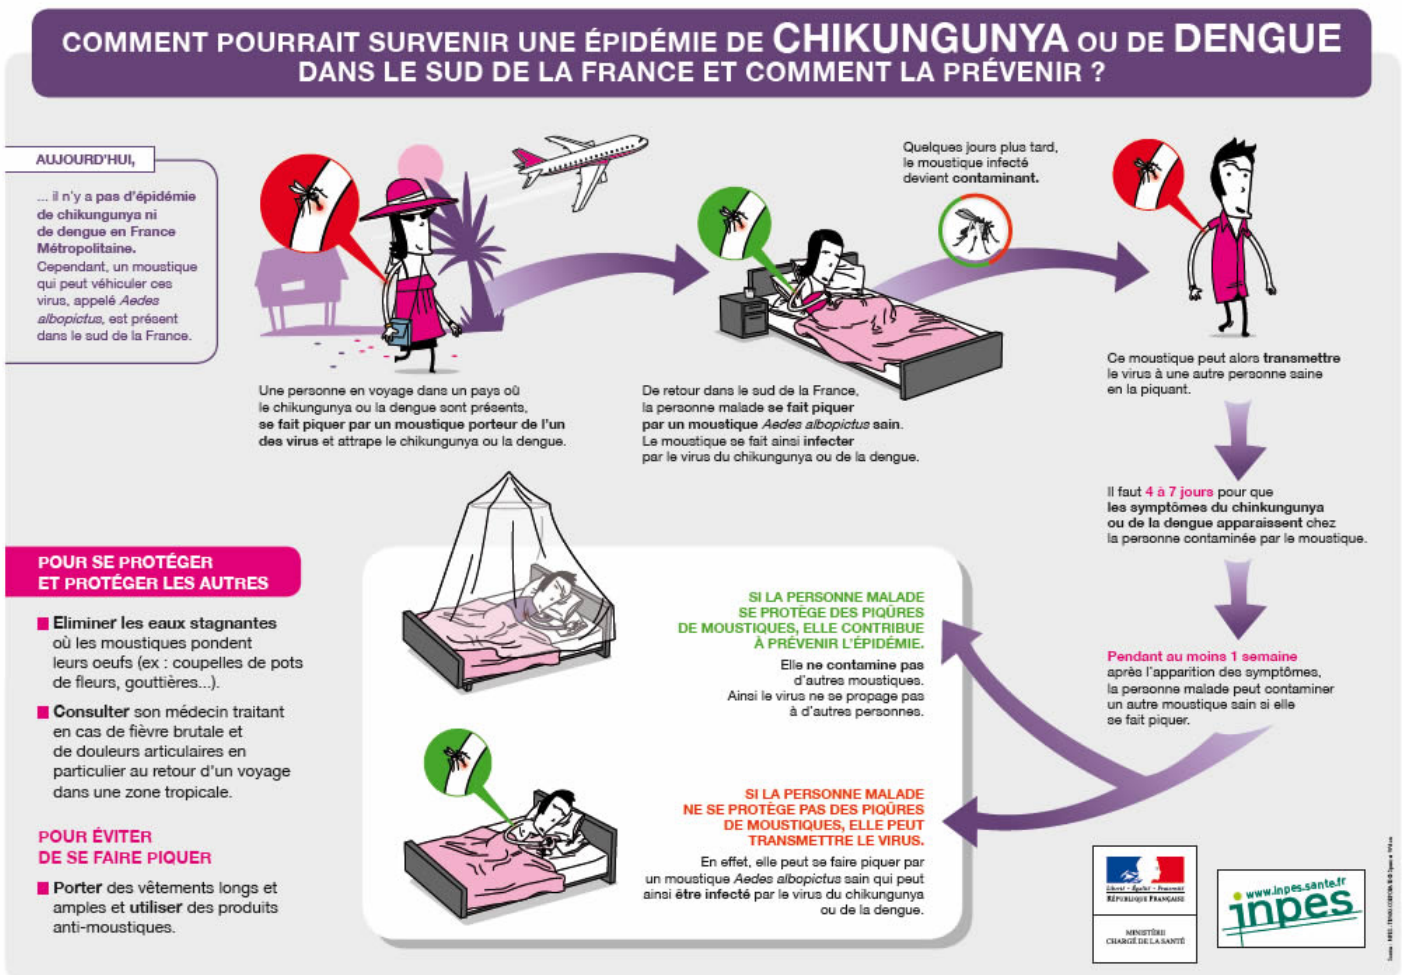 COMMENT POURRAIT SURVENIR UNE ÉPIDÉMIE DE CHIKUNGUNYA OU DE DENGUE
DANS LE SUD DE LA FRANCE ET COMMENT LA PRÉVENIR ?
AUJOURD'HUI,
... il n'y a pas d'épidémie
de chikungunya ni
de dengue en France
Métropolitaine.
Cependant, un moustique
qui peut véhiculer ces
virus, appelé Aedes
albopictus, est présent
dans le sud de la France.
Une personne en voyage dans un pays où
le chikungunya ou la dengue sont présents,
se fait piquer par un moustique porteur de l'un
des virus et attrape le chikungunya ou la dengue.
De retour dans le sud de la France,
la personne malade se fait piquer
par un moustique Aedes albopictus sain.
Le moustique se fait ainsi infecter
par le virus du chikungunya ou de la dengue.
Quelques jours plus tard,
le moustique infecté
devient contaminant.
Ce moustique peut alors transmettre
le virus à une autre personne saine
en la piquant.
Il faut 4 à 7 jours pour que
les symptômes du chinkungunya
ou de la dengue apparaissent chez
la personne contaminée par le moustique.
Pendant au moins 1 semaine
après l'apparition des symptômes,
la personne malade peut contaminer
un autre moustique sain si elle
se fait piquer.
SI LA PERSONNE MALADE
SE PROTÈGE DES PIQÛRES
DE MOUSTIQUES, ELLE CONTRIBUE
À PRÉVENIR L'ÉPIDÉMIE.
Elle ne contamine pas
d'autres moustiques.
Ainsi le virus ne se propage pas
à d'autres personnes.
SI LA PERSONNE MALADE
NE SE PROTÈGE PAS DES PIQÛRES
DE MOUSTIQUES, ELLE PEUT
TRANSMETTRE LE VIRUS.
En effet, elle peut se faire piquer par
un moustique Aedes albopictus sain qui peut
ainsi être infecté par le virus du chikungunya
ou de la dengue.
POUR SE PROTÉGER
ET PROTÉGER LES AUTRES
Eliminer les eaux stagnantes
où les moustiques pondent
leurs oeufs (ex : coupelles de pots
de fleurs, gouttières...).
Consulter son médecin traitant
en cas de fièvre brutale et
de douleurs articulaires en
particulier au retour d'un voyage
dans une zone tropicale.
POUR ÉVITER
DE SE FAIRE PIQUER
Porter des vêtements longs et
amples et utiliser des produits
anti-moustiques.
Liberté • Égalité • Fraternité
RÉPUBLIQUE FRANÇAISE
MINISTÈRE
CHARGÉ DE LA SANTÉ
www.inpes.sante.fr
inpes